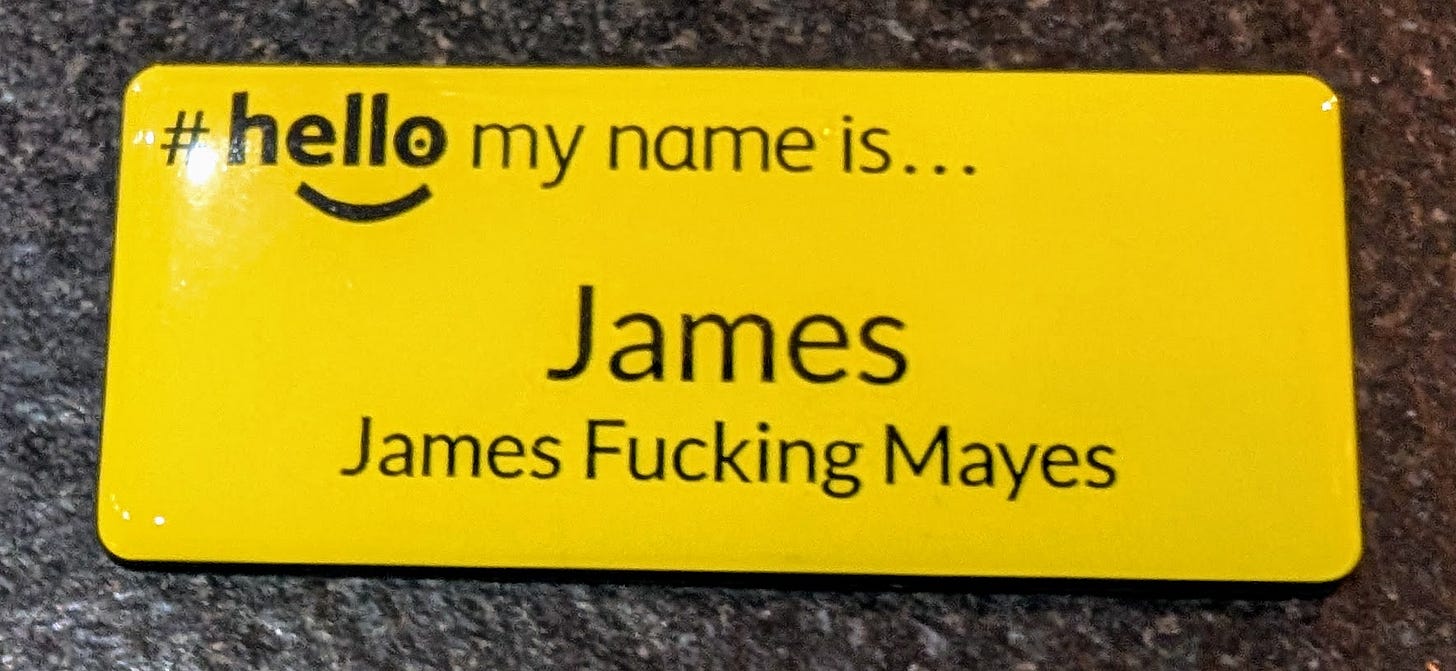 #hello my name is...
James
James Fucking Mayes